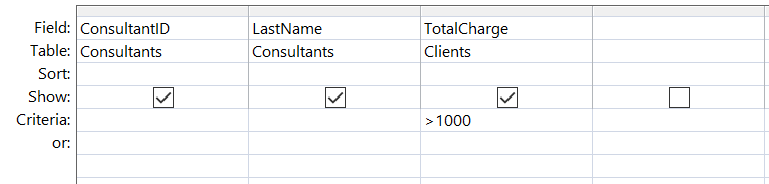 Field: ConsultantID LastName TotalCharge
Table: Consultants Consultants Clients
Sort:
Show:
Criteria: >1000
or: